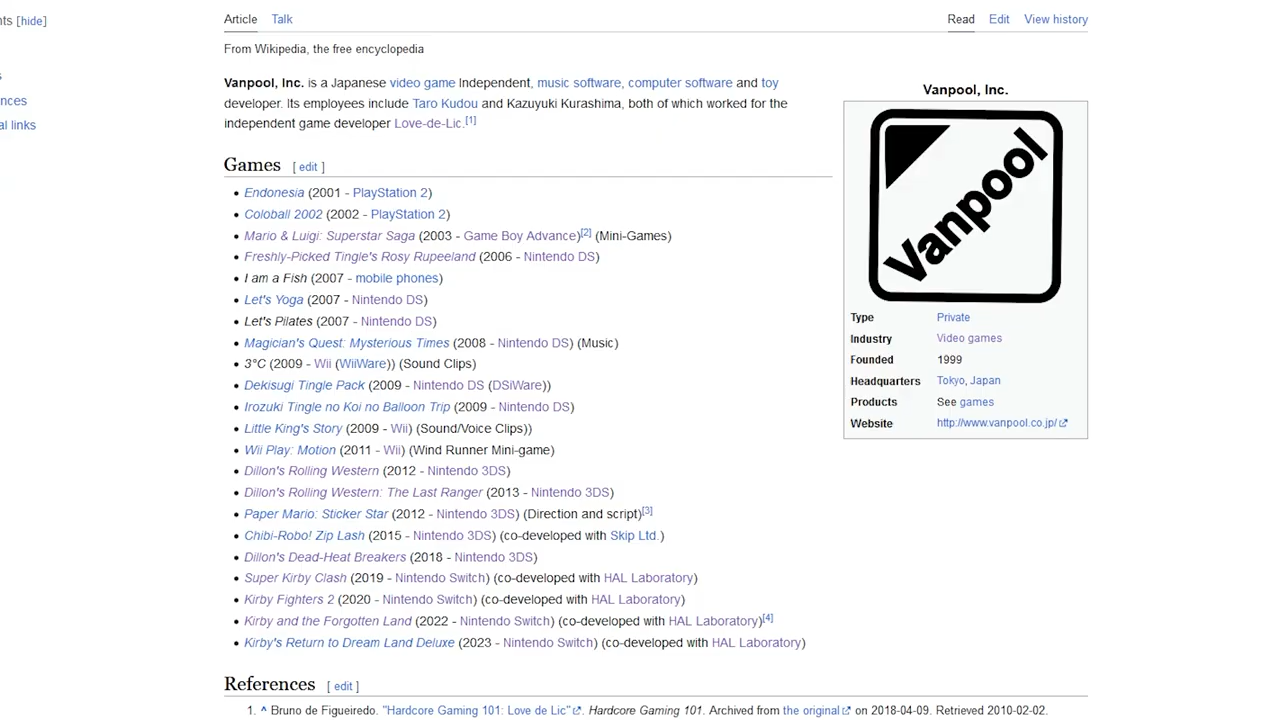 nts [hide]
Article Talk Read Edit View history
From Wikipedia, the free encyclopedia
s
nces
al links
Vanpool, Inc. is a Japanese video game Independent, music software, computer software and toy
developer. Its employees include Taro Kudou and Kazuyuki Kurashima, both of which worked for the
independent game developer Love-de-Lic.[1]
Games [ edit ]
• Endonesia (2001 - PlayStation 2)
• Coloball 2002 (2002 - PlayStation 2)
• Mario & Luigi: Superstar Saga (2003 - Game Boy Advance)[2] (Mini-Games)
• Freshly-Picked Tingle's Rosy Rupeeland (2006 - Nintendo DS)
• I am a Fish (2007 - mobile phones)
• Let's Yoga (2007 - Nintendo DS)
• Let's Pilates (2007 - Nintendo DS)
• Magician's Quest: Mysterious Times (2008 - Nintendo DS) (Music)
• 3°C (2009 - Wii (WiiWare)) (Sound Clips)
• Dekisugi Tingle Pack (2009 - Nintendo DS (DSiWare))
• Irozuki Tingle no Koi no Balloon Trip (2009 - Nintendo DS)
• Little King's Story (2009 - Wii) (Sound/Voice Clips))
• Wii Play: Motion (2011 - Wii) (Wind Runner Mini-game)
• Dillon's Rolling Western (2012 - Nintendo 3DS)
• Dillon's Rolling Western: The Last Ranger (2013 - Nintendo 3DS)
• Paper Mario: Sticker Star (2012 - Nintendo 3DS) (Direction and script)[3]
• Chibi-Robo! Zip Lash (2015 - Nintendo 3DS) (co-developed with Skip Ltd.)
• Dillon's Dead-Heat Breakers (2018 - Nintendo 3DS)
• Super Kirby Clash (2019 - Nintendo Switch) (co-developed with HAL Laboratory)
• Kirby Fighters 2 (2020 - Nintendo Switch) (co-developed with HAL Laboratory)
• Kirby and the Forgotten Land (2022 - Nintendo Switch) (co-developed with HAL Laboratory)[4]
• Kirby's Return to Dream Land Deluxe (2023 - Nintendo Switch) (co-developed with HAL Laboratory)
Vanpool, Inc.
Vanpool
Type Private
Industry Video games
Founded 1999
Headquarters Tokyo, Japan
Products See games
Website http://www.vanpool.co.jp/
References [ edit ]
1. ^ Bruno de Figueiredo. "Hardcore Gaming 101: Love de Lic". Hardcore Gaming 101. Archived from the original on 2018-04-09. Retrieved 2010-02-02.